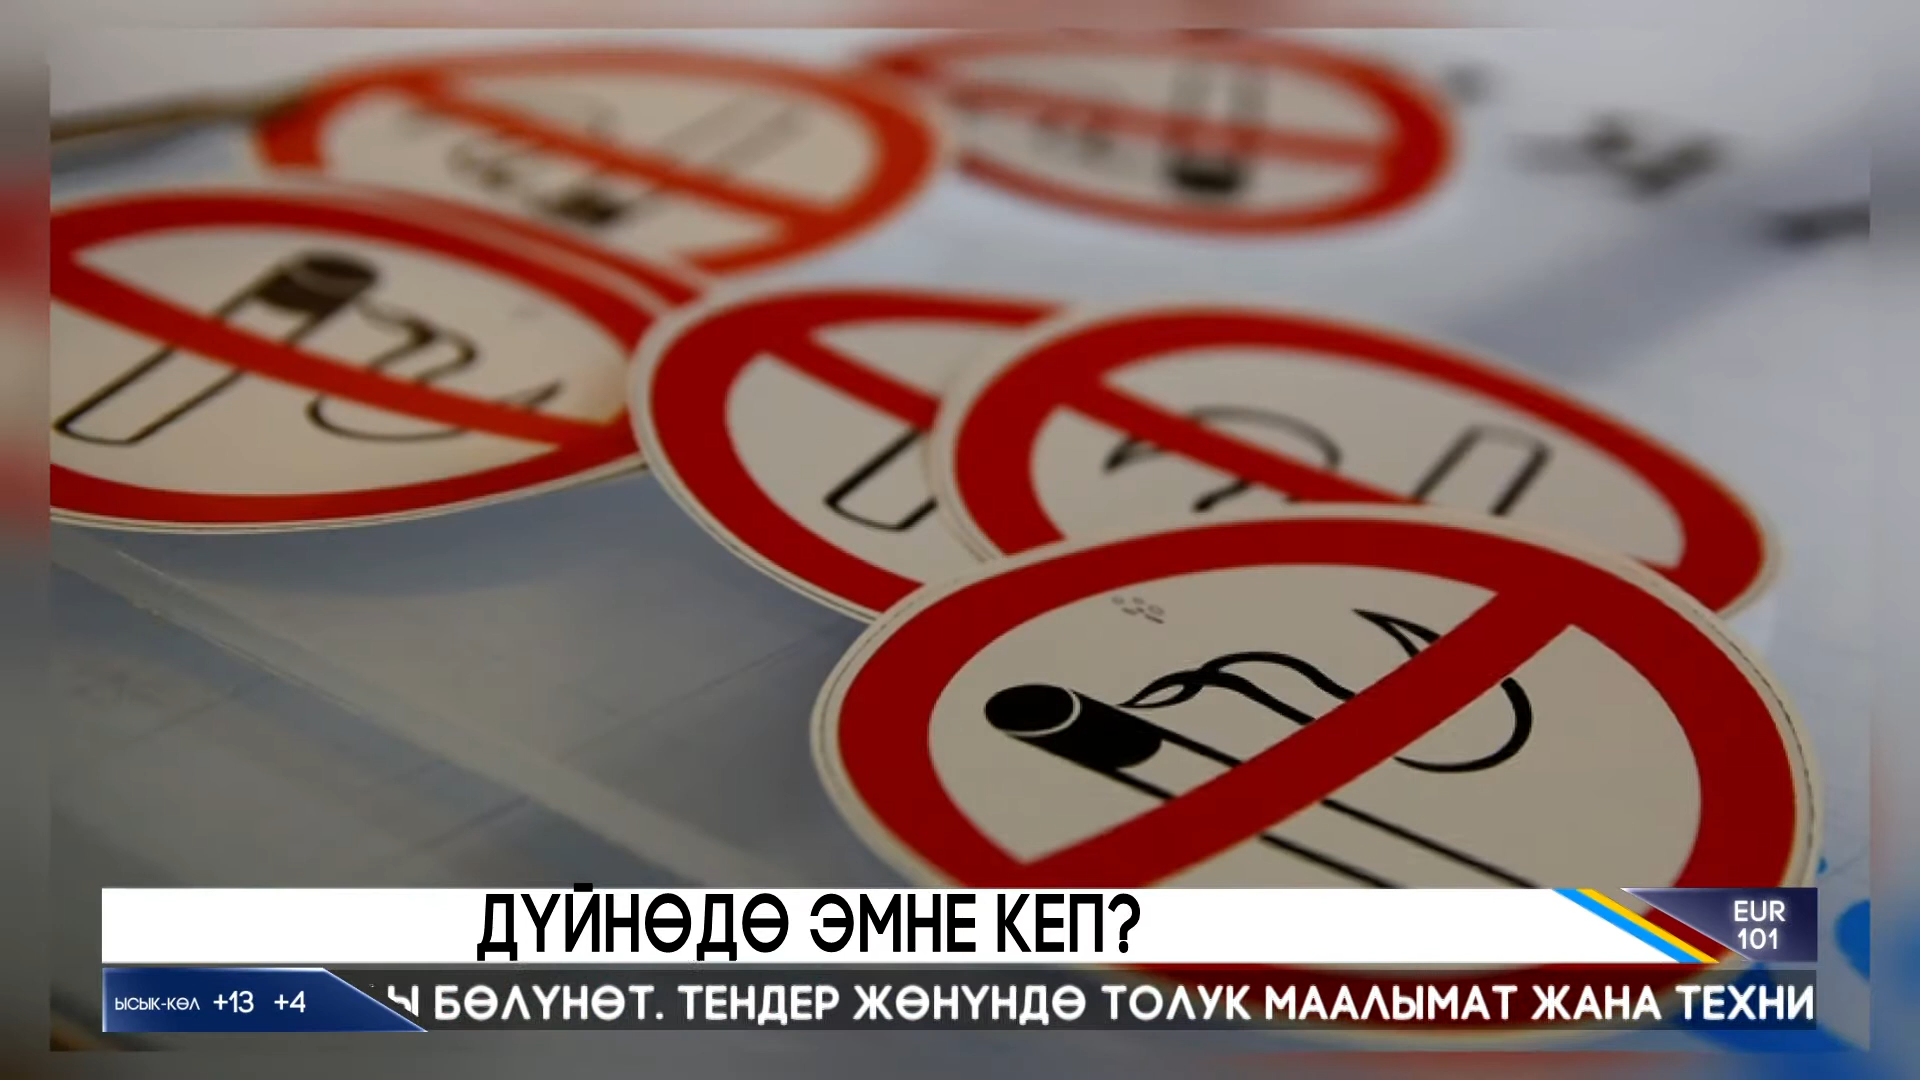 ДҮЙНӨДӨ ЭМНЕ КЕП?
EUR
101
ЫСЫК-КӨЛ +13 +4
Ы БӨЛҮНӨТ. ТЕНДЕР ЖӨНҮНДӨ ТОЛУК МААЛЫМАТ ЖАНА ТЕХНИ